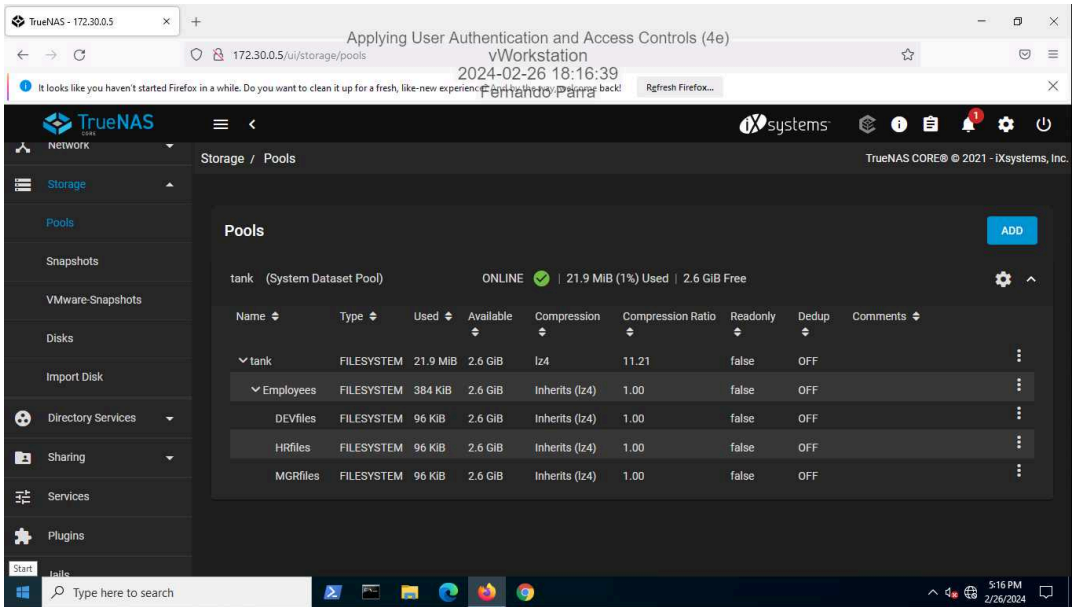 TrueNAS - 172.30.0.5
Applying User Authentication and Access Controls (4e)
172.30.0.5/ui/storage/pools
vWorkstation
2024-02-26 18:16:39
It looks like you haven't started Firefox in a while. Do you want to clean it up for a fresh, like-new experience? And by the way, welcome back!
Refresh Firefox...
Fernando Parra
TrueNAS
CORE
iX systems
1
Network
Storage / Pools
TrueNAS CORE® © 2021 - iXsystems, Inc.
Storage
Pools
Snapshots
VMware-Snapshots
Disks
Import Disk
Directory Services
Sharing
Services
Plugins
Jails
Pools
ADD
tank (System Dataset Pool) ONLINE | 21.9 MiB (1%) Used | 2.6 GiB Free
Name Type Used Available Compression Compression Ratio Readonly Dedup Comments
tank FILESYSTEM 21.9 MiB 2.6 GiB lz4 11.21 false OFF
Employees FILESYSTEM 384 KiB 2.6 GiB Inherits (lz4) 1.00 false OFF
DEVfiles FILESYSTEM 96 KiB 2.6 GiB Inherits (lz4) 1.00 false OFF
HRfiles FILESYSTEM 96 KiB 2.6 GiB Inherits (lz4) 1.00 false OFF
MGRfiles FILESYSTEM 96 KiB 2.6 GiB Inherits (lz4) 1.00 false OFF
Start
Type here to search
5:16 PM
2/26/2024